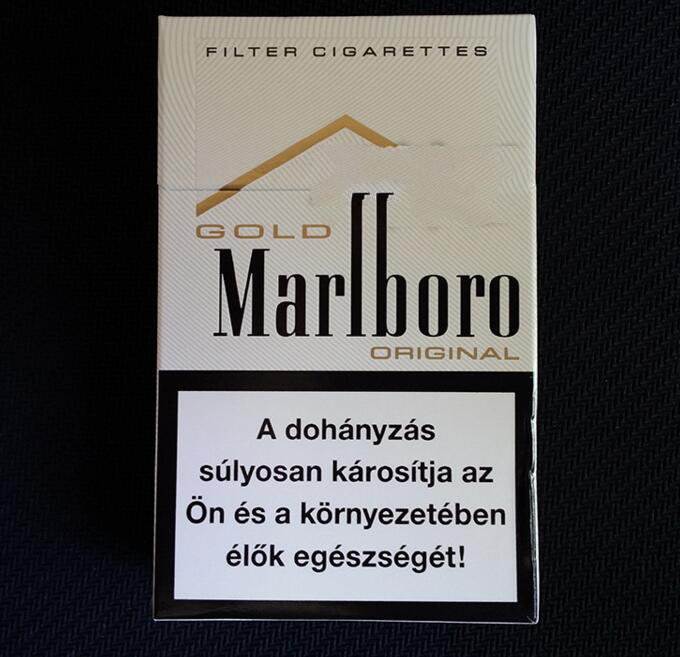 FILTER CIGARETTES
GOLD
Marlboro
ORIGINAL
A dohányzás
súlyosan károsítja az
Ön és a környezetében
élők egészségét!